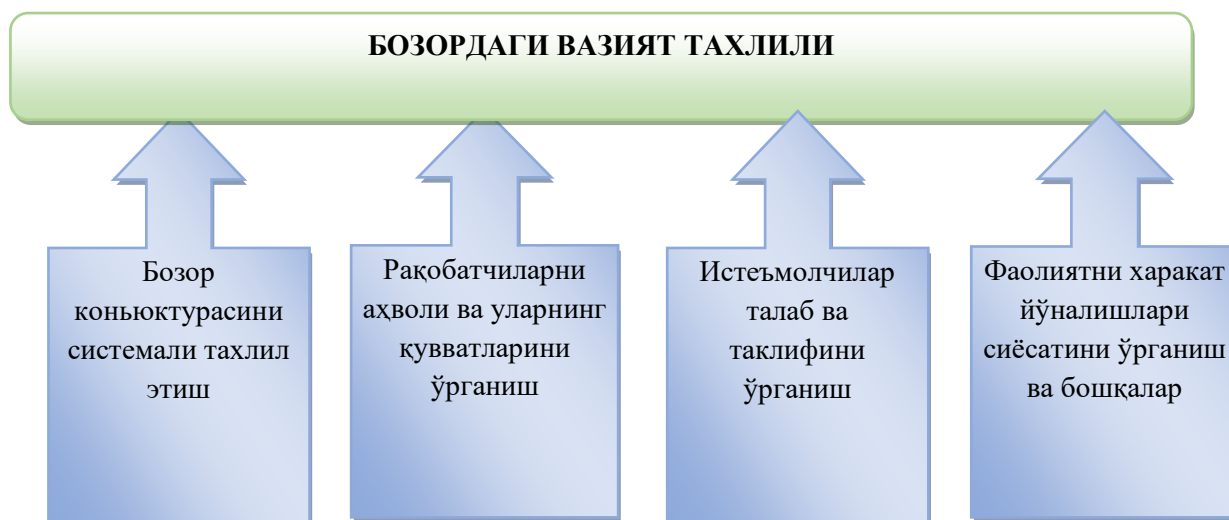 БОЗОРДАГИ ВАЗИЯТ ТАХЛИЛИ
Бозор
коньюктурасини
системали тахлил
этиш
Рақобатчиларни
аҳволи ва уларнинг
қувватларини
ўрганиш
Истеъмолчилар
талаб ва
таклифини
ўрганиш
Фаолиятни харакат
йўналишлари
сиёсатини ўрганиш
ва бошқалар